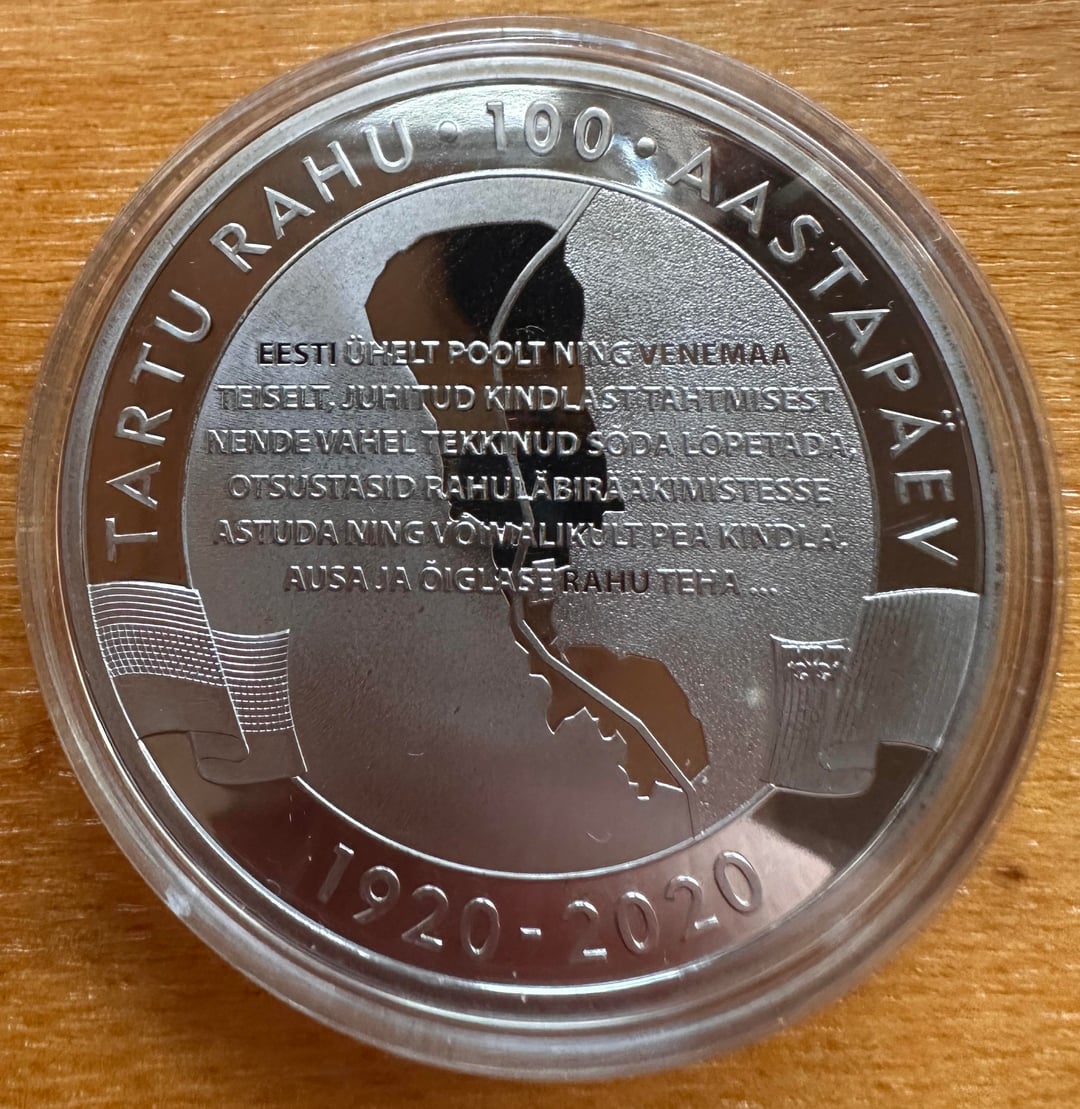 TARTU RAHU · 100 · AASTAPÄEV
EESTI ÜHELT POOLT NING VENEMAA
TEISELT, JUHITUD KINDLAST TAHTMISEST
NENDE VAHEL TEKKINUD SÕDA LÕPETADA,
OTSUSTASID RAHULÄBIRÄÄKIMISTESSE
ASTUDA NING VÕIMALIKULT PEA KINDLA,
AUSA JA ÕIGLASE RAHU TEHA ...
1920-2020